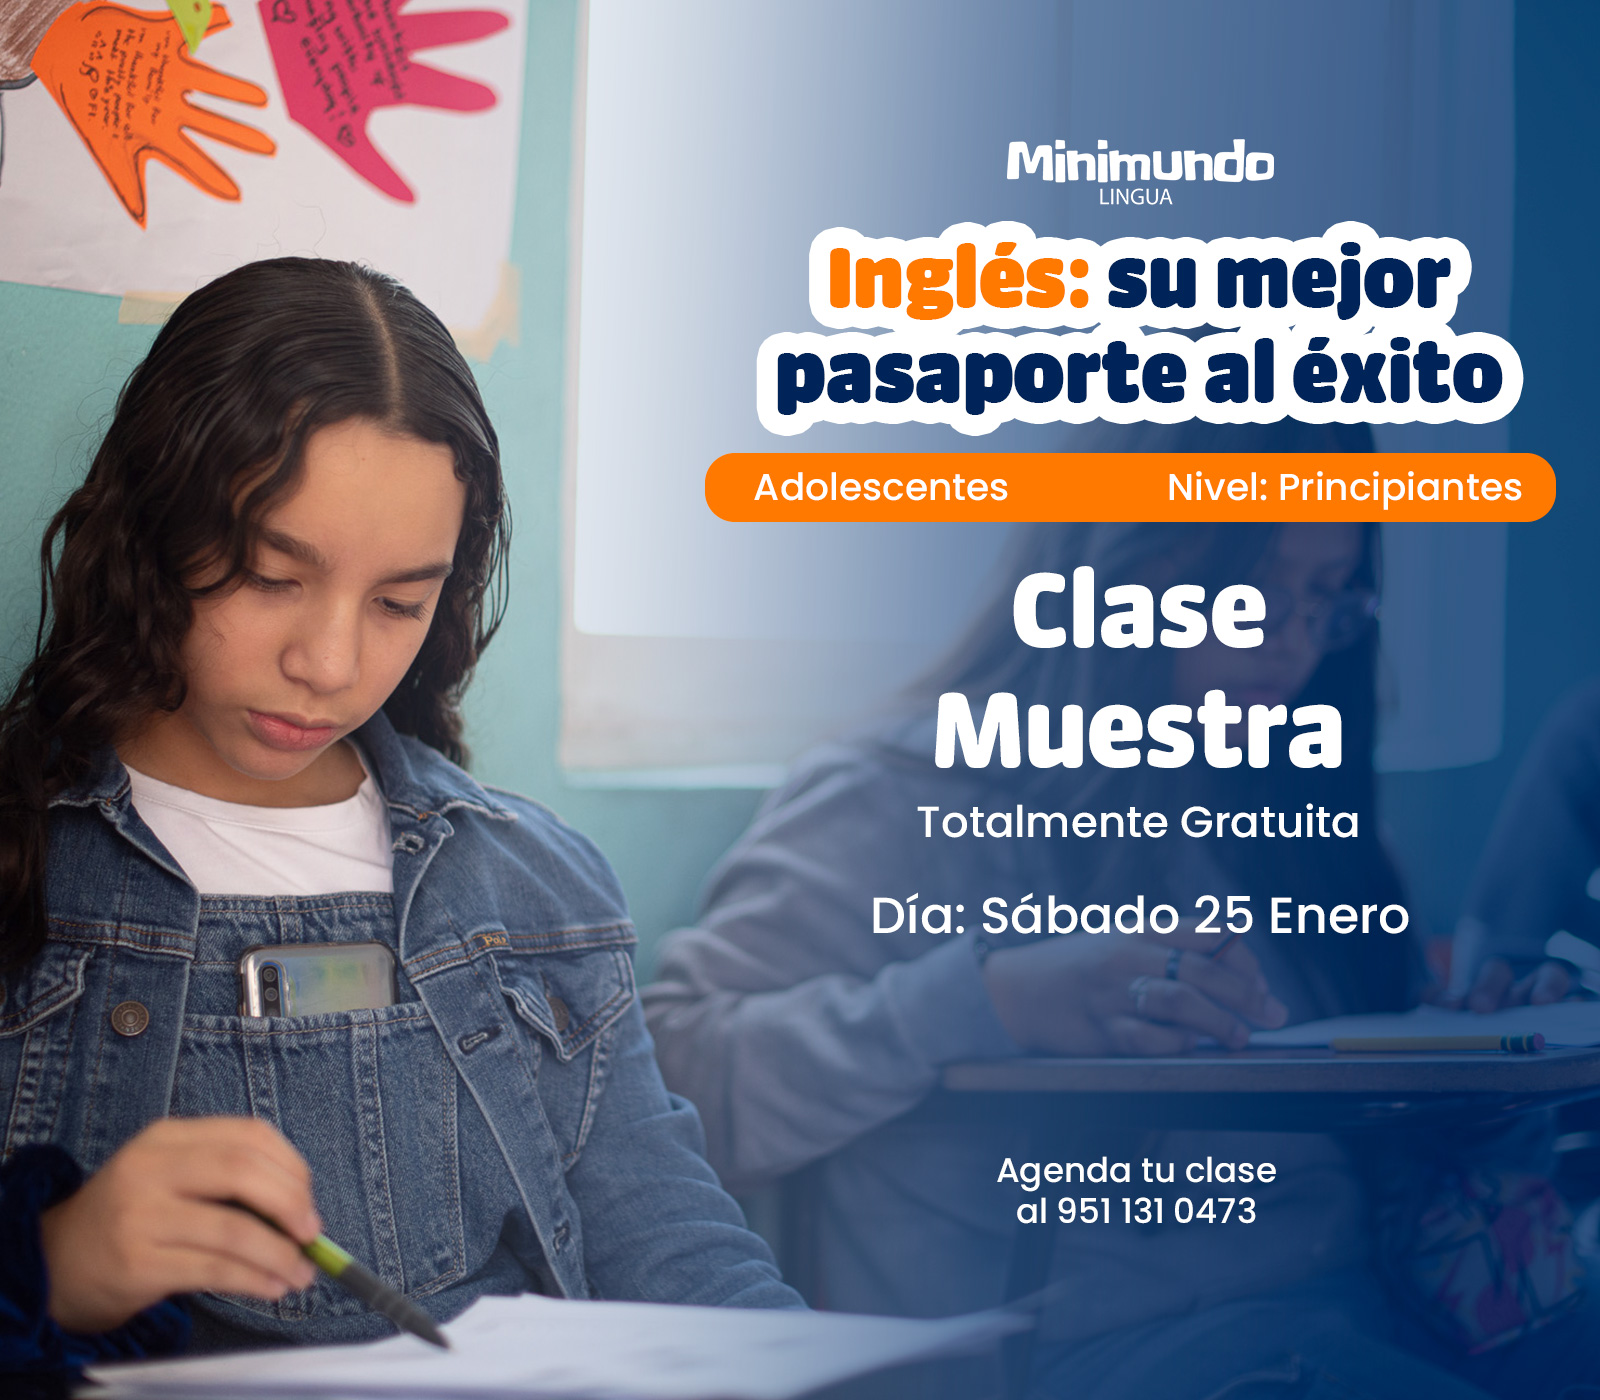 Minimundo
LINGUA
Inglés: su mejor
pasaporte al éxito
Adolescentes Nivel: Principiantes
Clase
Muestra
Totalmente Gratuita
Día: Sábado 25 Enero
Agenda tu clase
al 951 131 0473